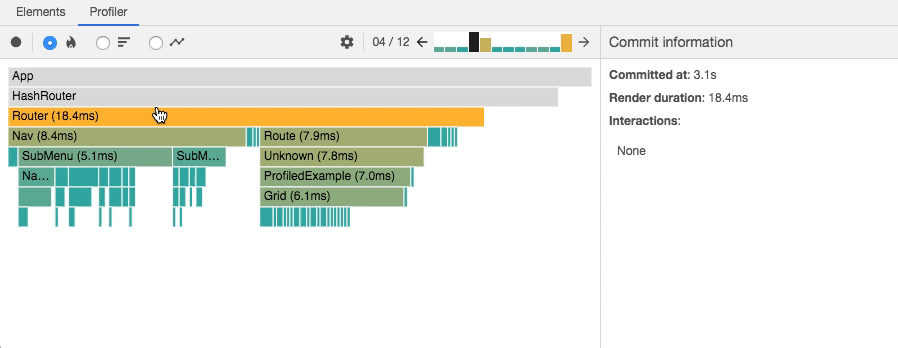 Elements Profiler
04 / 12 Commit information
Committed at: 3.1s
Render duration: 18.4ms
Interactions:
None
App
HashRouter
Router (18.4ms)
Nav (8.4ms) Route (7.9ms)
SubMenu (5.1ms) SubM... Unknown (7.8ms)
Na... ProfiledExample (7.0ms)
Grid (6.1ms)